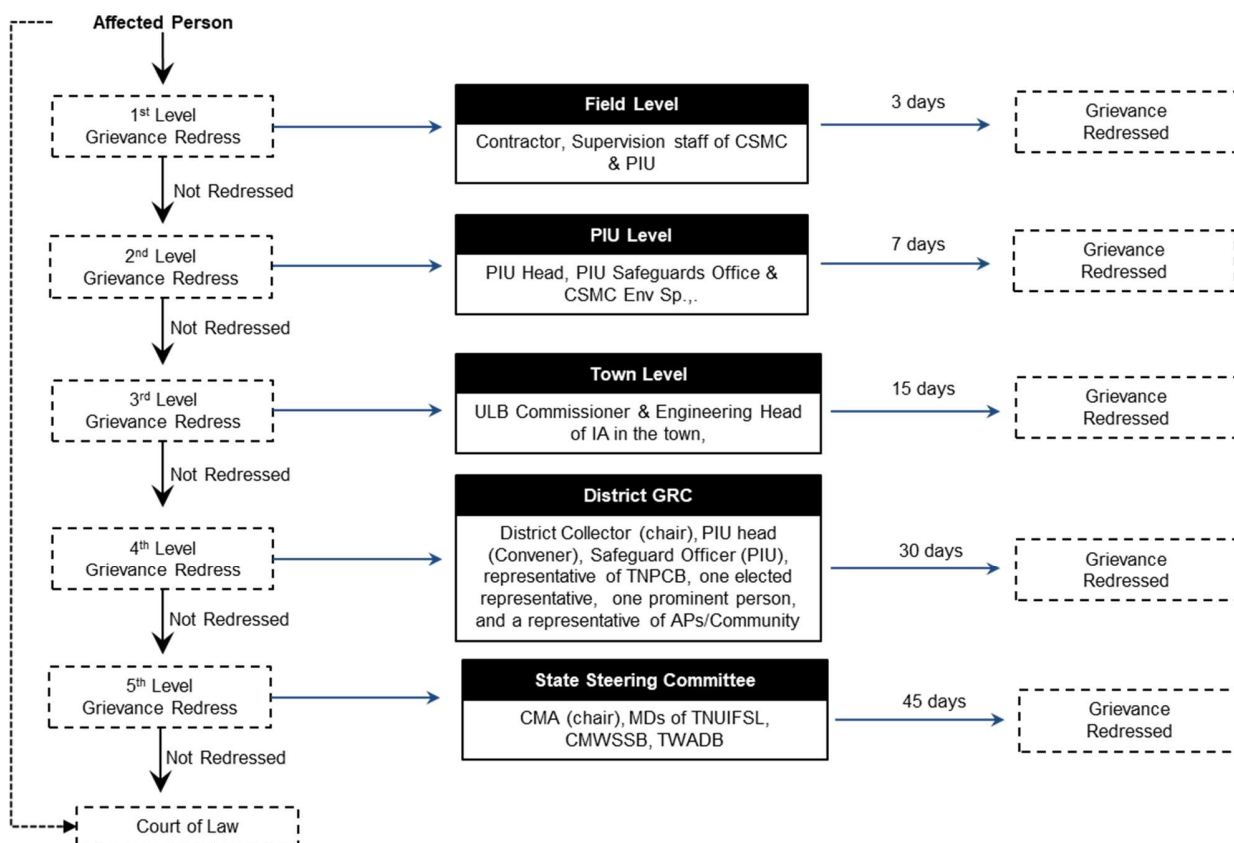 Affected Person
1st Level
Grievance Redress
Field Level
Contractor, Supervision staff of CSMC
& PIU
3 days
Grievance
Redressed
Not Redressed
2nd Level
Grievance Redress
PIU Level
PIU Head, PIU Safeguards Office &
CSMC Env Sp.,.
7 days
Grievance
Redressed
Not Redressed
3rd Level
Grievance Redress
Town Level
ULB Commissioner & Engineering Head
of IA in the town,
15 days
Grievance
Redressed
Not Redressed
4th Level
Grievance Redress
District GRC
District Collector (chair), PIU head
(Convener), Safeguard Officer (PIU),
representative of TNPCB, one elected
representative, one prominent person,
and a representative of APs/Community
30 days
Grievance
Redressed
Not Redressed
5th Level
Grievance Redress
State Steering Committee
CMA (chair), MDs of TNUIFSL,
CMWSSB, TWADB
45 days
Grievance
Redressed
Not Redressed
Court of Law